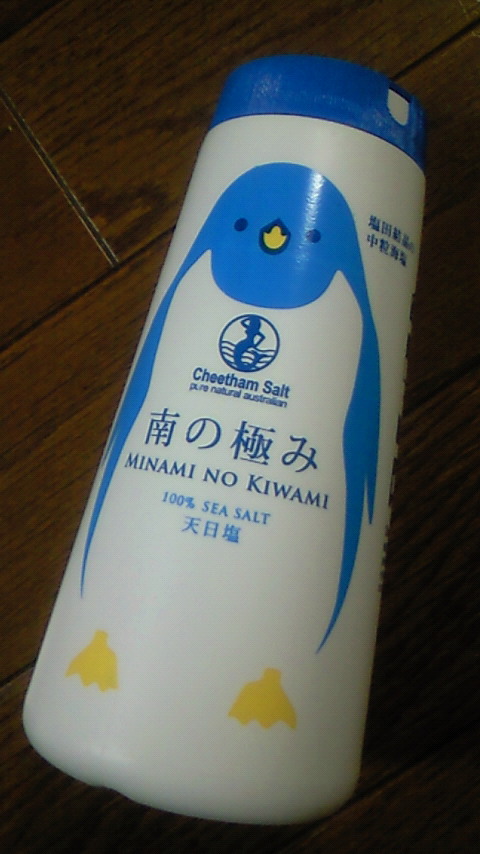 塩田結晶の
中粒海塩
Cheetham Salt
pure natural australian
南の極み
MINAMI NO KIWAMI
100% SEA SALT
天日塩